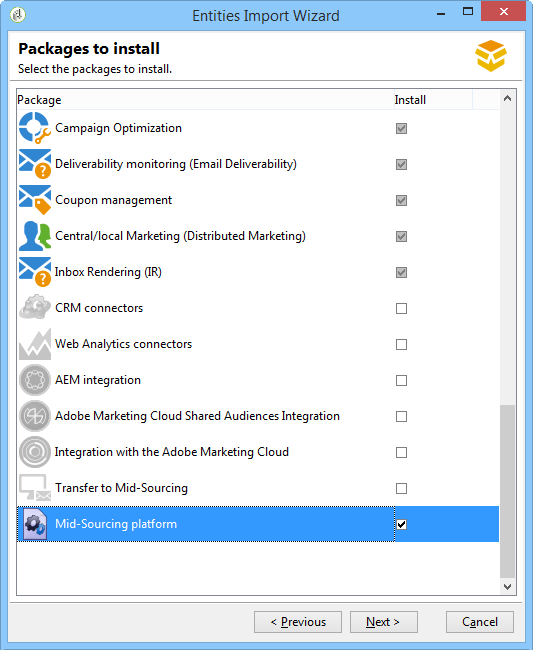 Entities Import Wizard
Packages to install
Select the packages to install.
Package Install
Campaign Optimization
Deliverability monitoring (Email Deliverability)
Coupon management
Central/local Marketing (Distributed Marketing)
Inbox Rendering (IR)
CRM connectors
Web Analytics connectors
AEM integration
Adobe Marketing Cloud Shared Audiences Integration
Integration with the Adobe Marketing Cloud
Transfer to Mid-Sourcing
Mid-Sourcing platform
< Previous Next > Cancel